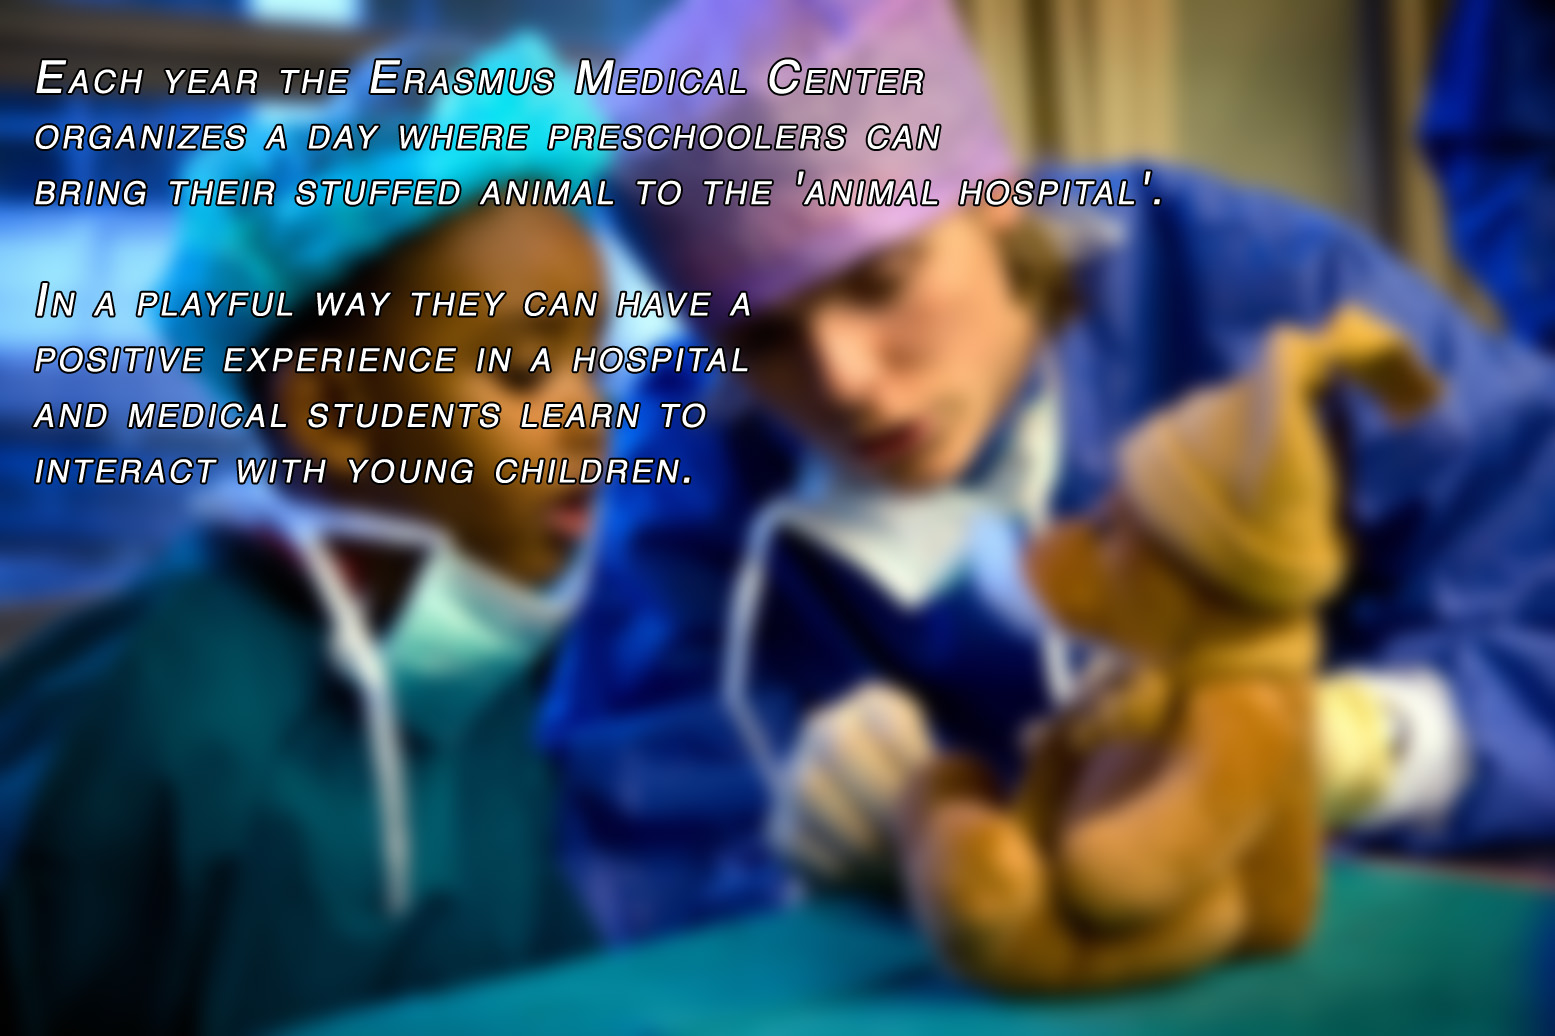 Each year the Erasmus Medical Center
organizes a day where preschoolers can
bring their stuffed animal to the 'animal hospital'.
In a playful way they can have a
positive experience in a hospital
and medical students learn to
interact with young children.